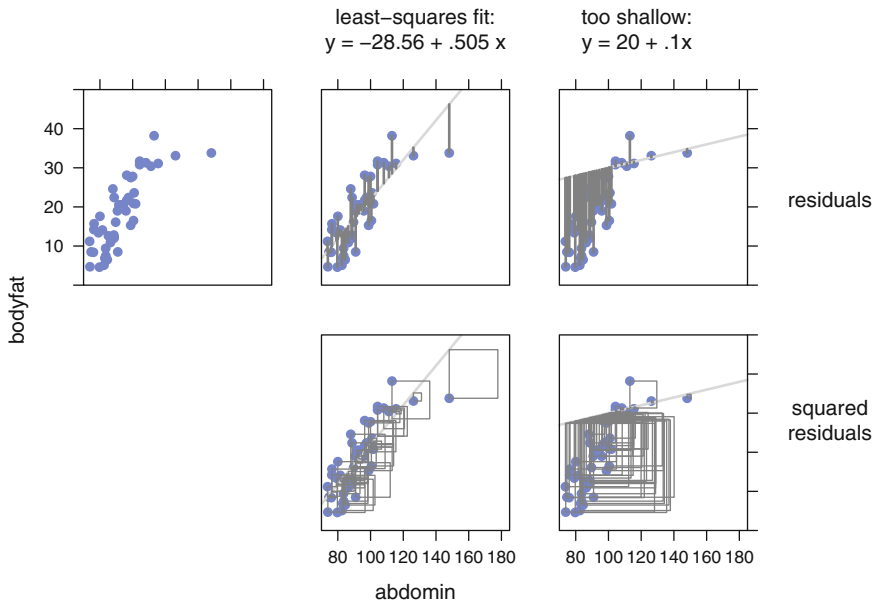 least−squares fit:
y = −28.56 + .505 x
too shallow:
y = 20 + .1x
40
30
20
10
residuals
bodyfat
squared
residuals
80 100 120 140 160 180
80 100 120 140 160 180
abdomin